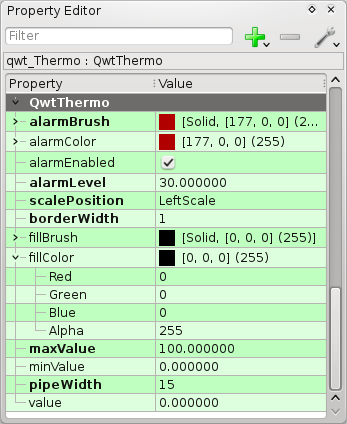 Property Editor
Filter
qwt_Thermo : QwtThermo
Property Value
QwtThermo
alarmBrush [Solid, [177, 0, 0] (2...
alarmColor [177, 0, 0] (255)
alarmEnabled
alarmLevel 30.000000
scalePosition LeftScale
borderWidth 1
fillBrush [Solid, [0, 0, 0] (255)]
fillColor [0, 0, 0] (255)
Red 0
Green 0
Blue 0
Alpha 255
maxValue 100.000000
minValue 0.000000
pipeWidth 15
value 0.000000